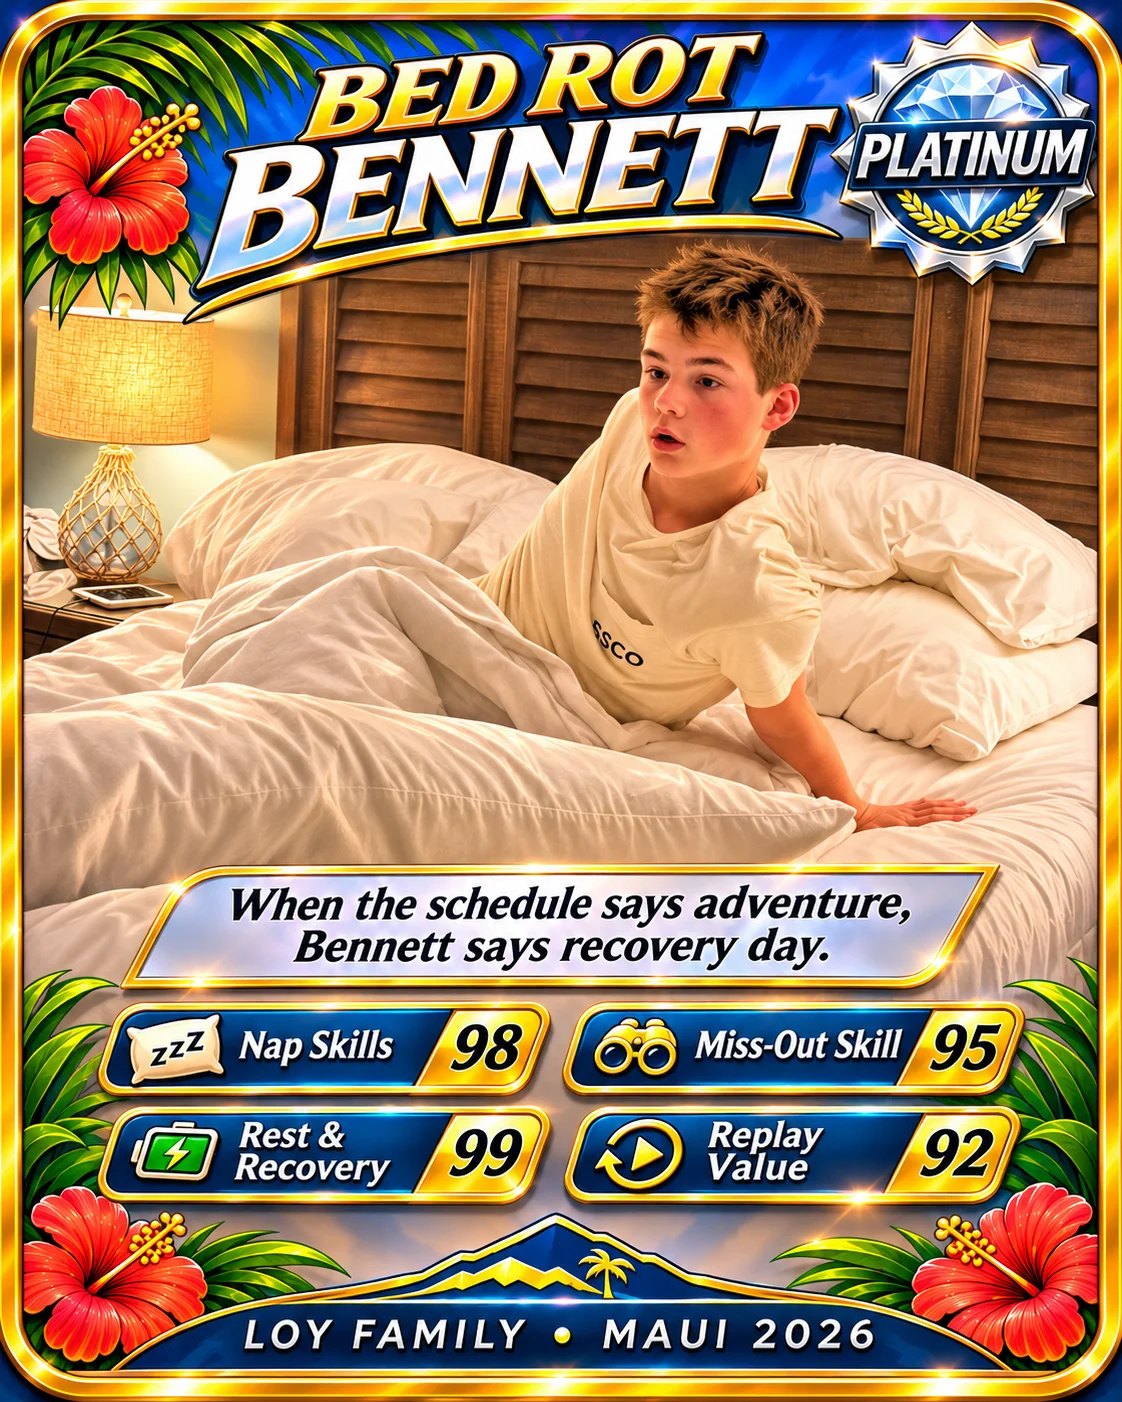 BED ROT
BENNETT
PLATINUM
SSCO
When the schedule says adventure,
Bennett says recovery day.
zzz
Nap Skills
98
Miss-Out Skill
95
Rest &
Recovery
99
Replay
Value
92
LOY FAMILY • MAUI 2026